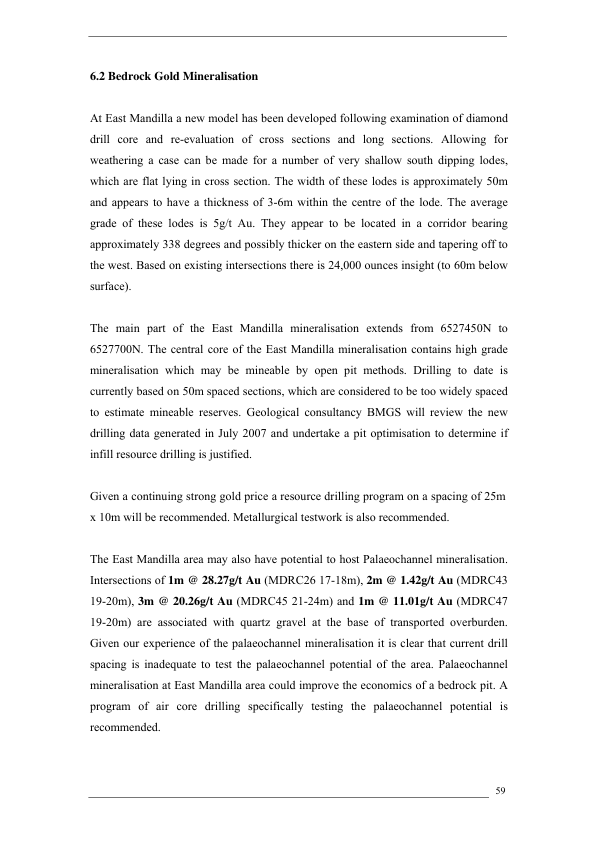 6.2 Bedrock Gold Mineralisation
At East Mandilla a new model has been developed following examination of diamond
drill core and re-evaluation of cross sections and long sections. Allowing for
weathering a case can be made for a number of very shallow south dipping lodes,
which are flat lying in cross section. The width of these lodes is approximately 50m
and appears to have a thickness of 3-6m within the centre of the lode. The average
grade of these lodes is 5g/t Au. They appear to be located in a corridor bearing
approximately 338 degrees and possibly thicker on the eastern side and tapering off to
the west. Based on existing intersections there is 24,000 ounces insight (to 60m below
surface).
The main part of the East Mandilla mineralisation extends from 6527450N to
6527700N. The central core of the East Mandilla mineralisation contains high grade
mineralisation which may be mineable by open pit methods. Drilling to date is
currently based on 50m spaced sections, which are considered to be too widely spaced
to estimate mineable reserves. Geological consultancy BMGS will review the new
drilling data generated in July 2007 and undertake a pit optimisation to determine if
infill resource drilling is justified.
Given a continuing strong gold price a resource drilling program on a spacing of 25m
x 10m will be recommended. Metallurgical testwork is also recommended.
The East Mandilla area may also have potential to host Palaeochannel mineralisation.
Intersections of 1m @ 28.27g/t Au (MDRC26 17-18m), 2m @ 1.42g/t Au (MDRC43
19-20m), 3m @ 20.26g/t Au (MDRC45 21-24m) and 1m @ 11.01g/t Au (MDRC47
19-20m) are associated with quartz gravel at the base of transported overburden.
Given our experience of the palaeochannel mineralisation it is clear that current drill
spacing is inadequate to test the palaeochannel potential of the area. Palaeochannel
mineralisation at East Mandilla area could improve the economics of a bedrock pit. A
program of air core drilling specifically testing the palaeochannel potential is
recommended.
59